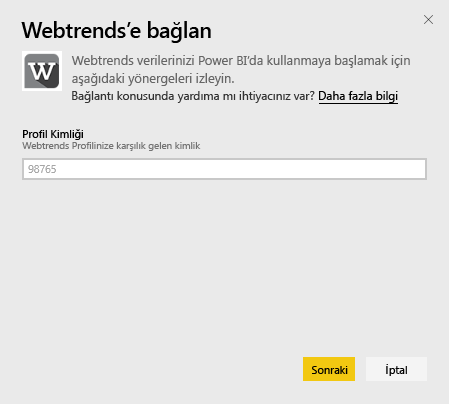 Webtrends'e bağlan
W
Webtrends verilerinizi Power BI'da kullanmaya başlamak için
aşağıdaki yönergeleri izleyin.
Bağlantı konusunda yardıma mı ihtiyacınız var? Daha fazla bilgi
Profil Kimliği
Webtrends Profilinize karşılık gelen kimlik
98765
Sonraki
İptal